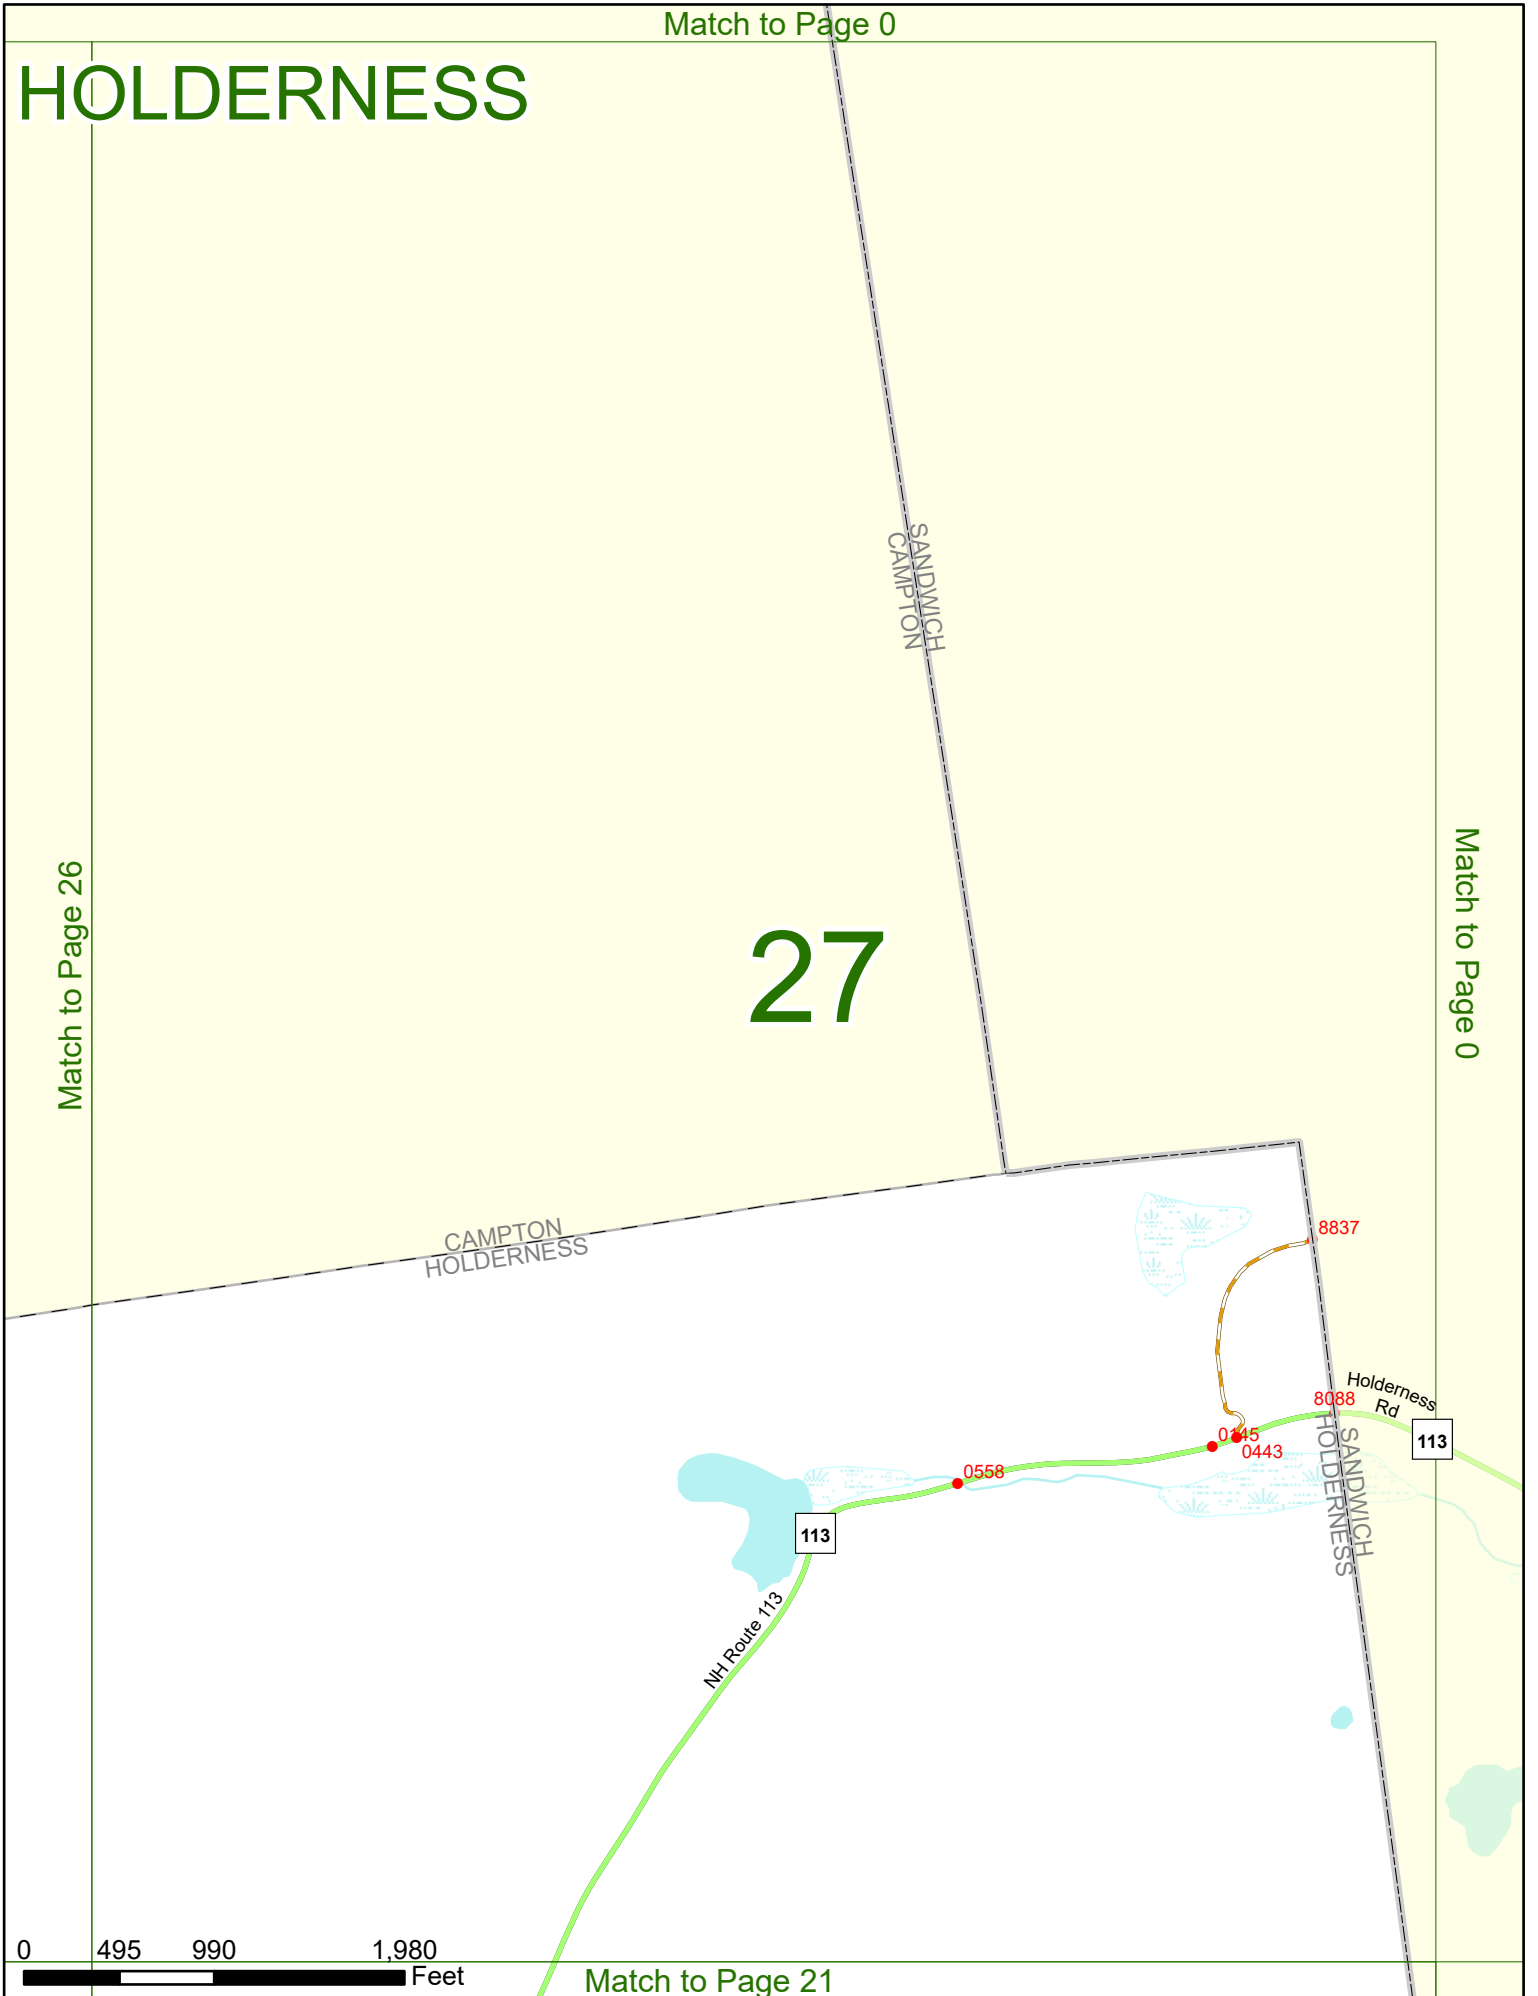 Match to Page 0
HOLDERNESS
SANDWICH
CAMPTON
Match to Page 26
27
Match to Page 0
CAMPTON
HOLDERNESS
8837
Holderness
Rd
8088
113
0145
0443
SANDWICH
HOLDERNESS
0558
113
NH Route 113
0 495 990 1,980
Feet
Match to Page 21